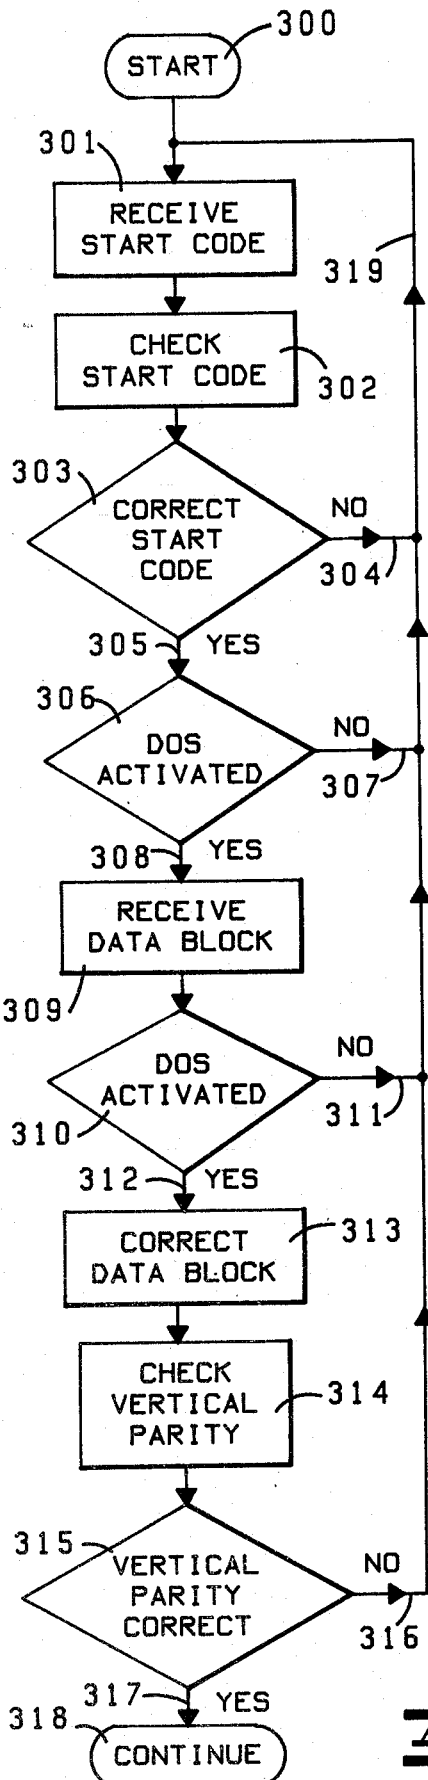 300
START
301
RECEIVE
START CODE
319
CHECK
START CODE
302
303
CORRECT
START
CODE
NO
304
305
YES
306
DOS
ACTIVATED
NO
307
308
YES
RECEIVE
DATA BLOCK
309
DOS
ACTIVATED
NO
310
311
312
YES
CORRECT
DATA BLOCK
313
CHECK
VERTICAL
PARITY
314
315
VERTICAL
PARITY
CORRECT
NO
316
317
YES
318
CONTINUE